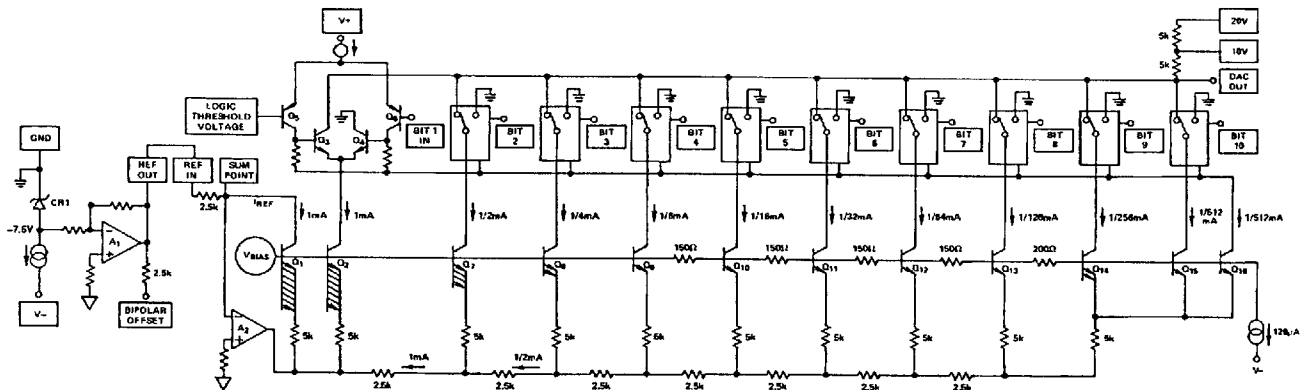 V+
20V
5k
10V
5k
DAC OUT
LOGIC THRESHOLD VOLTAGE
Q5
Q6
Q3
Q4
BIT 1 IN
BIT 2
BIT 3
BIT 4
BIT 5
BIT 6
BIT 7
BIT 8
BIT 9
BIT 10
GND
REF OUT
REF IN
SUM POINT
CR1
2.5k
IREF
1mA
1mA
1/2mA
1/4mA
1/8mA
1/16mA
1/32mA
1/64mA
1/128mA
1/256mA
1/512 mA
1/512mA
-7.5V
A1
VBIAS
150Ω
150Ω
150Ω
150Ω
200Ω
Q1
Q2
Q7
Q8
Q9
Q10
Q11
Q12
Q13
Q14
Q15
Q16
2.5k
V-
BIPOLAR OFFSET
A2
5k
5k
5k
5k
5k
5k
5k
5k
5k
5k
128μA
V-
1mA
1/2mA
2.5k
2.5k
2.5k
2.5k
2.5k
2.5k
2.5k